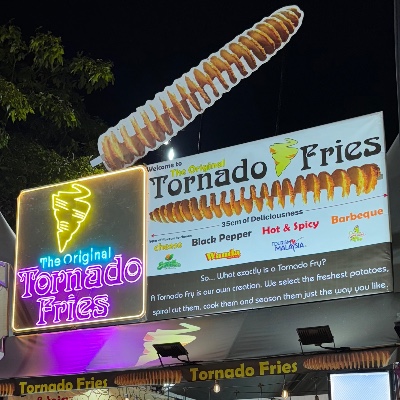 Welcome to
The Original
Tornado Fries
35cm of Deliciousness
Cheese
Black Pepper
Hot & Spicy
Barbeque
MALAYSIA
So... What exactly is a Tornado Fry?
A Tornado Fry is our own creation. We select the freshest potatoes,
spiral cut them, cook them and season them just the way you like.
The Original
Tornado
Fries
Tornado Fries
Tornado Fries